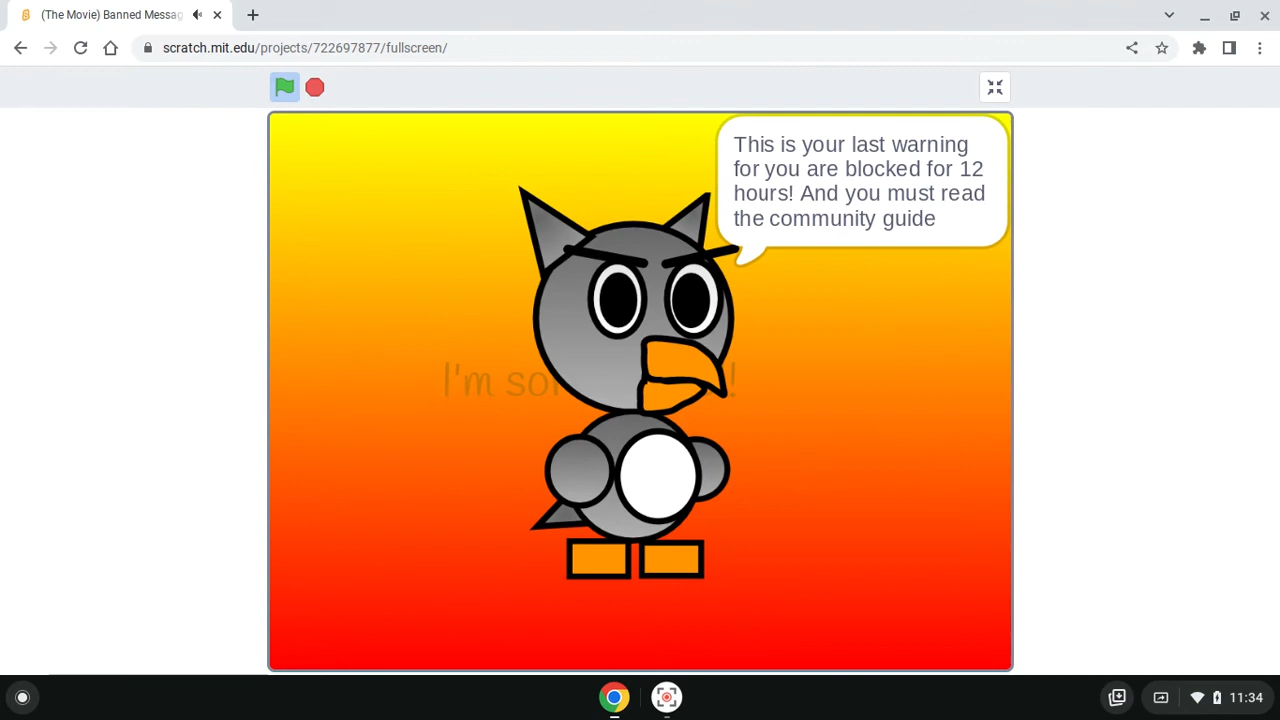 (The Movie) Banned Messag
scratch.mit.edu/projects/722697877/fullscreen/
This is your last warning
for you are blocked for 12
hours! And you must read
the community guide
I'm !
11:34